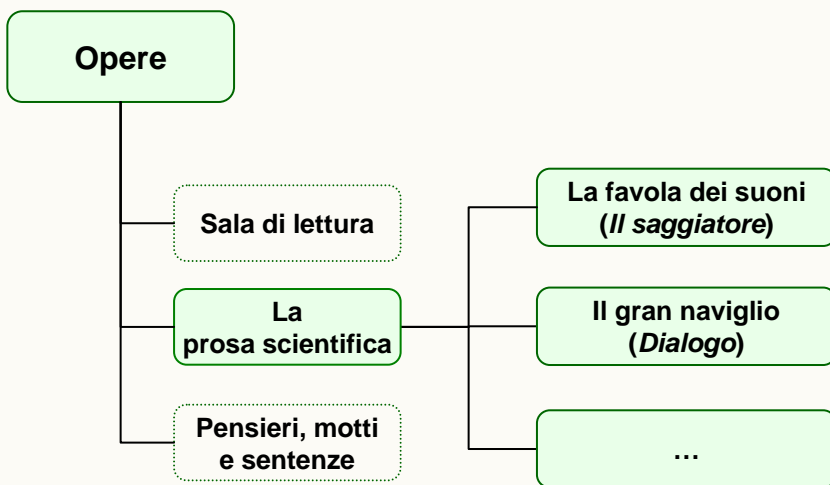 Opere
Sala di lettura
La
prosa scientifica
Pensieri, motti
e sentenze
La favola dei suoni
(Il saggiatore)
Il gran naviglio
(Dialogo)
…